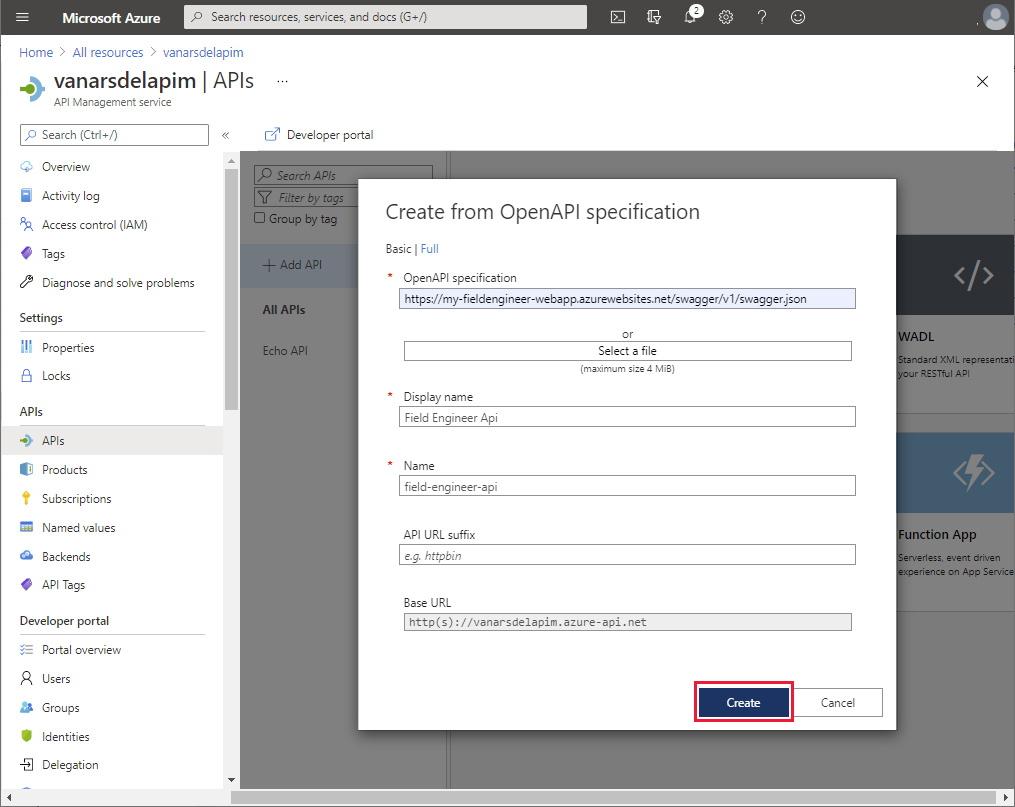 Microsoft Azure
Search resources, services, and docs (G+/)
2
Home > All resources > vanarsdelapim
vanarsdelapim | APIs ...
API Management service
Search (Ctrl+/)
«
Developer portal
Overview
Activity log
Access control (IAM)
Tags
Diagnose and solve problems
Settings
Properties
Locks
APIs
APIs
Products
Subscriptions
Named values
Backends
API Tags
Developer portal
Portal overview
Users
Groups
Identities
Delegation
Search APIs
Filter by tags
Group by tag
+ Add API
All APIs
Echo API
Create from OpenAPI specification
Basic | Full
* OpenAPI specification
https://my-fieldengineer-webapp.azurewebsites.net/swagger/v1/swagger.json
or
Select a file
(maximum size 4 MiB)
* Display name
Field Engineer Api
* Name
field-engineer-api
API URL suffix
e.g. httpbin
Base URL
http(s)://vanarsdelapim.azure-api.net
Create
Cancel
WADL
Standard XML representati
your RESTful API
Function App
Serverless, event driven
experience on App Service